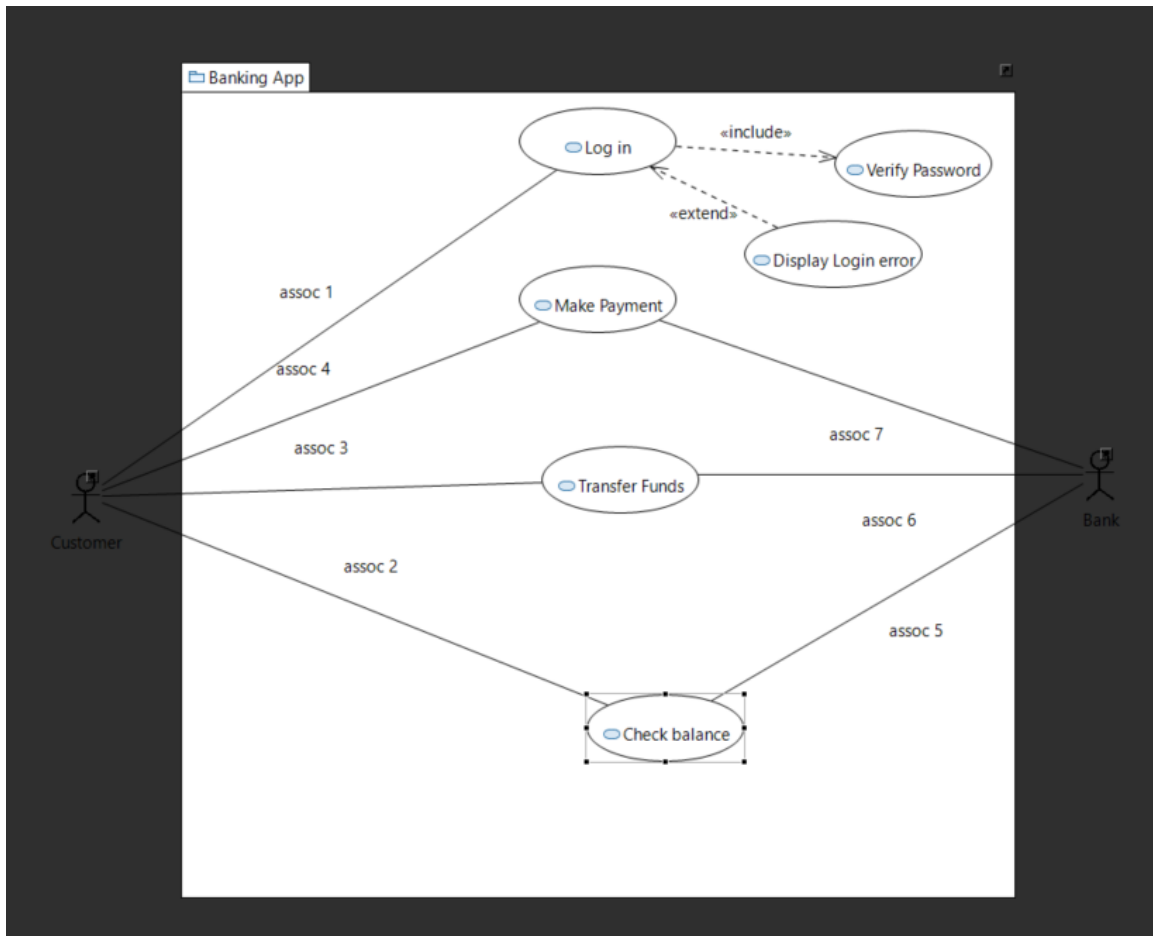 Banking App
Log in
«include»
Verify Password
«extend»
Display Login error
assoc 1
Make Payment
assoc 4
assoc 3
assoc 7
Transfer Funds
assoc 6
Customer
Bank
assoc 2
assoc 5
Check balance